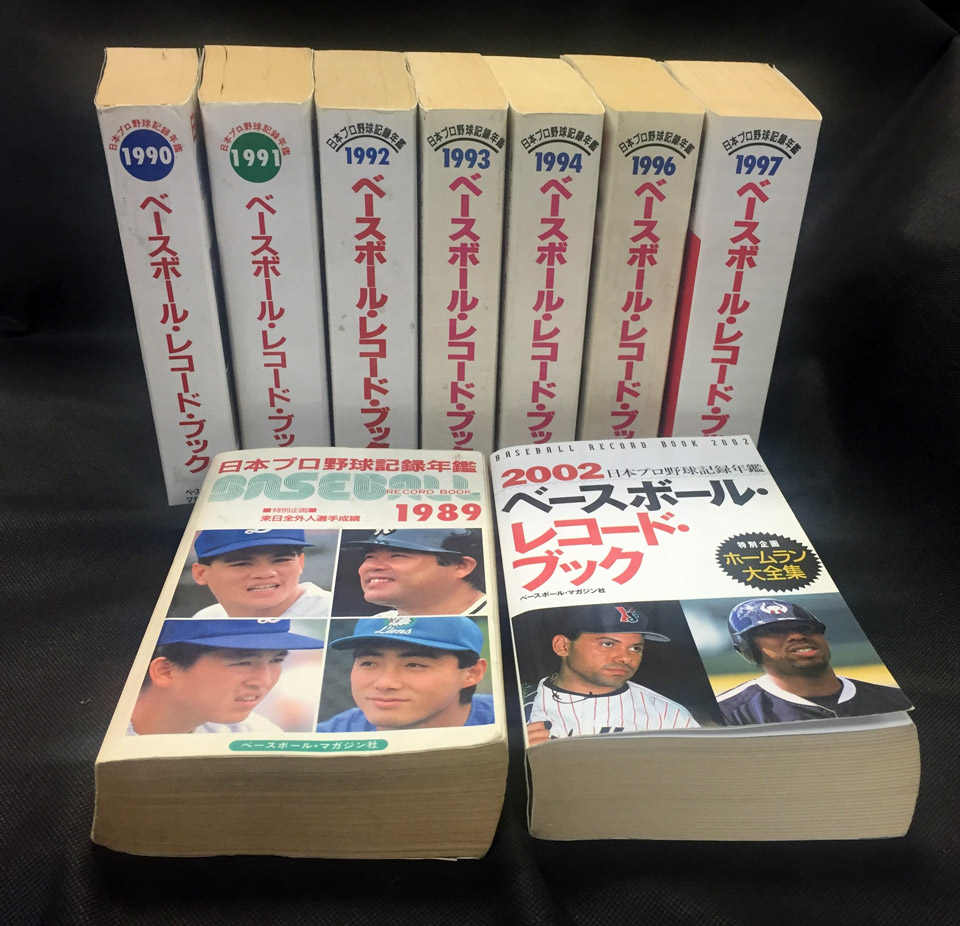 日本プロ野球記録年鑑
1990
ベースボール・レコード・ブック
日本プロ野球記録年鑑
1991
ベースボール・レコード・ブック
日本プロ野球記録年鑑
1992
ベースボール・レコード・ブック
日本プロ野球記録年鑑
1993
ベースボール・レコード・ブック
日本プロ野球記録年鑑
1994
ベースボール・レコード・ブ
日本プロ野球記録年鑑
1996
ベースボール・レコード・ブ
日本プロ野球記録年鑑
1997
ベースボール・レコード・ブ
日本プロ野球記録年鑑
BASEBALL
RECORD BOOK
1989
■特別企画■
来日全外人選手成績
Lions
ベースボール・マガジン社
BASEBALL RECORD BOOK 2002
2002日本プロ野球記録年鑑
ベースボール・
レコード・
ブック
特別企画
ホームラン
大全集
ベースボール・マガジン社
YS